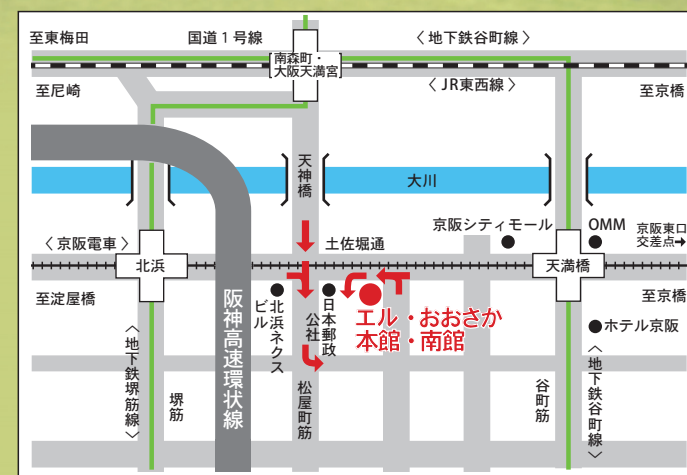 至東梅田
国道1号線
〈地下鉄谷町線〉
南森町・
大阪天満宮
〈JR東西線〉
至尼崎
至京橋
天神橋
大川
京阪シティモール
OMM
京阪東口
交差点→
〈京阪電車〉
土佐堀通
北浜
天満橋
至淀屋橋
至京橋
阪神高速環状線
北浜ネクス
ビル
日本郵政
公社
エル・おおさか
本館・南館
ホテル京阪
〈地下鉄堺筋線〉
堺筋
松屋町筋
谷町筋
〈地下鉄谷町線〉